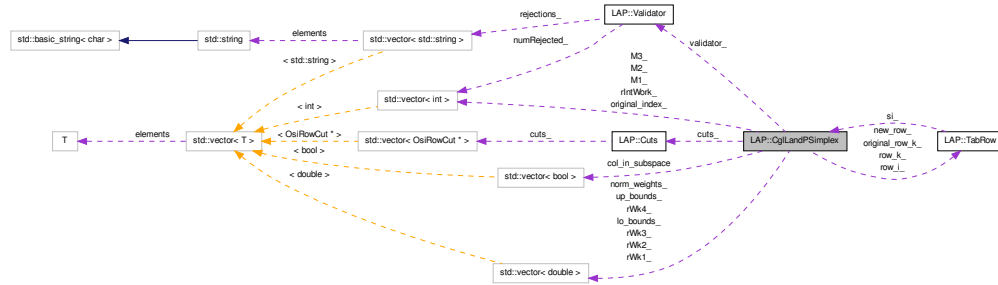 LAP::Validator
rejections_
elements
std::basic_string< char >
std::string
std::vector< std::string >
numRejected_
validator_
< std::string >
M3_
M2_
M1_
rIntWork_
original_index_
std::vector< int >
< int >
si_
new_row_
original_row_k_
row_k_
row_i_
T
elements
std::vector< T >
< OsiRowCut * >
std::vector< OsiRowCut * >
cuts_
LAP::Cuts
cuts_
LAP::CglLandPSimplex
LAP::TabRow
< bool >
col_in_subspace
std::vector< bool >
< double >
norm_weights_
up_bounds_
rWk4_
lo_bounds_
rWk3_
rWk2_
rWk1_
std::vector< double >